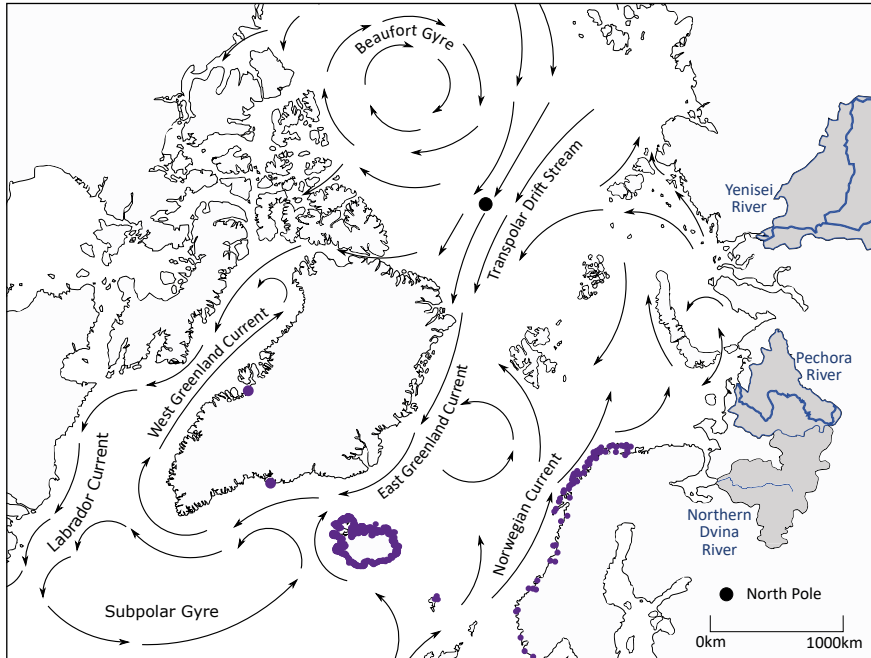 Beaufort Gyre
Transpolar Drift Stream
Yenisei
River
West Greenland Current
East Greenland Current
Pechora
River
Labrador Current
Norwegian Current
Northern
Dvina
River
Subpolar Gyre
North Pole
0km
1000km